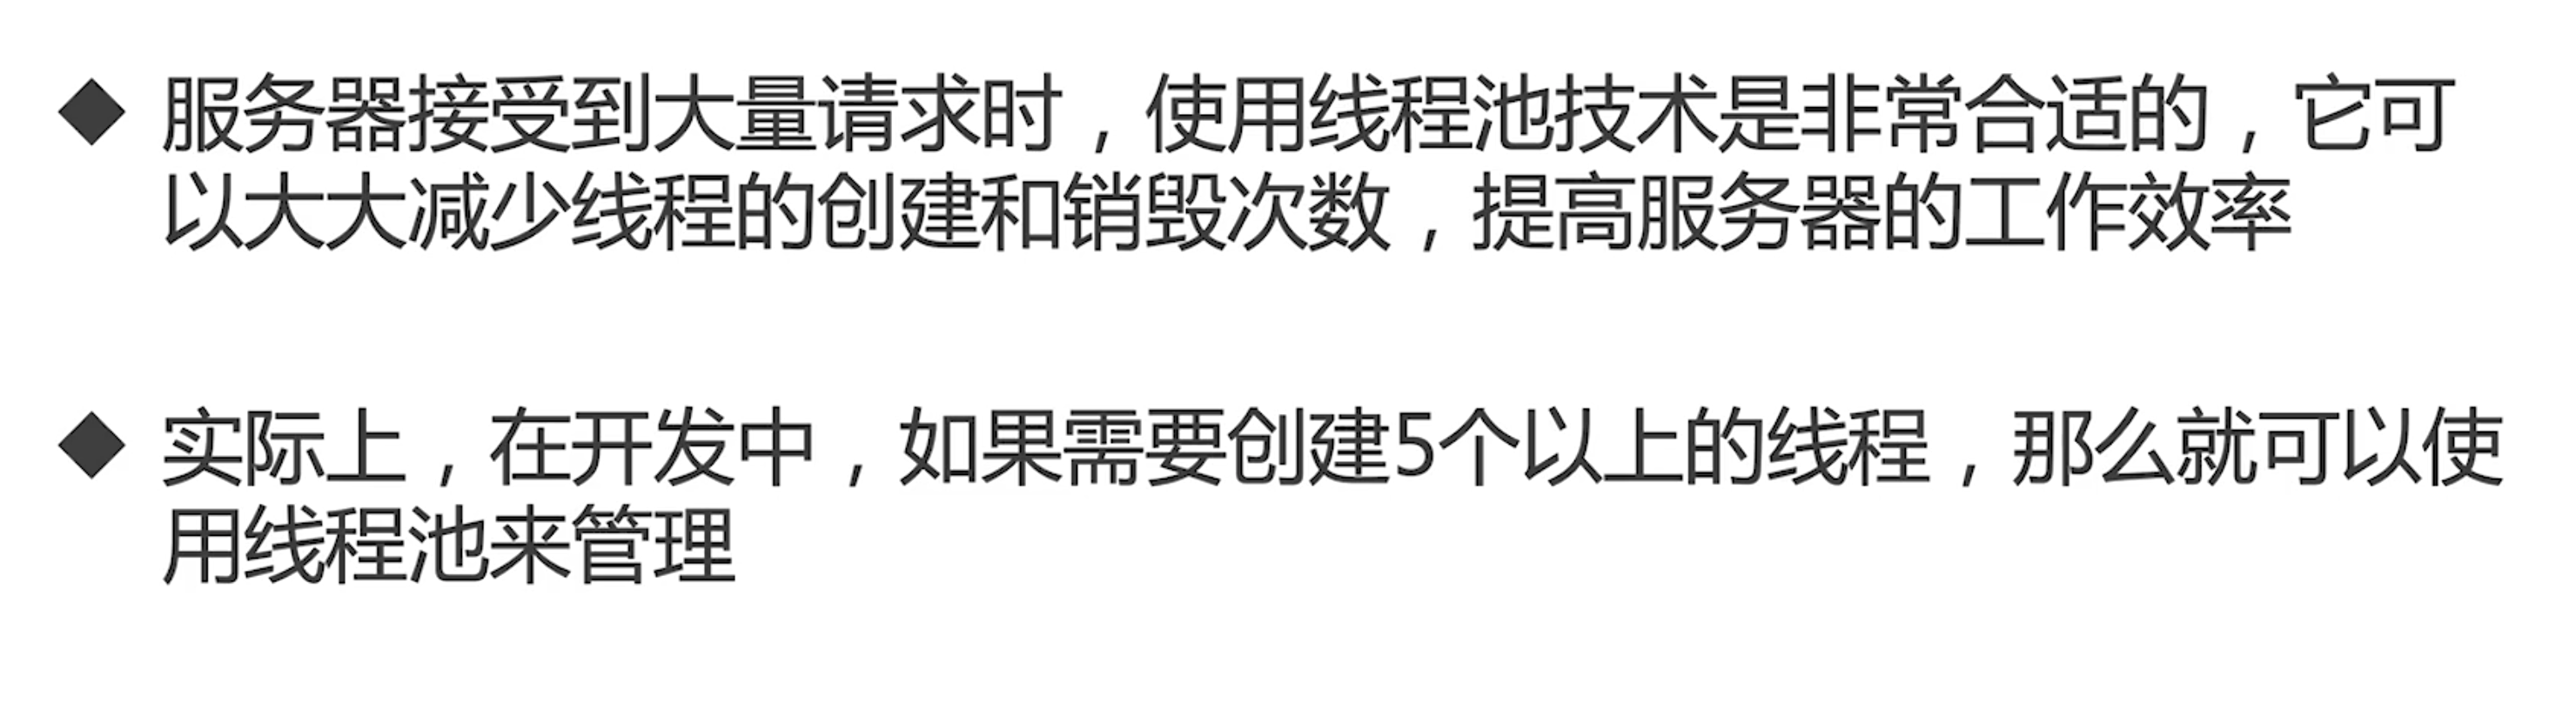 ◆ 服务器接受到大量请求时，使用线程池技术是非常合适的，它可
以大大减少线程的创建和销毁次数，提高服务器的工作效率
◆ 实际上，在开发中，如果需要创建5个以上的线程，那么就可以使
用线程池来管理